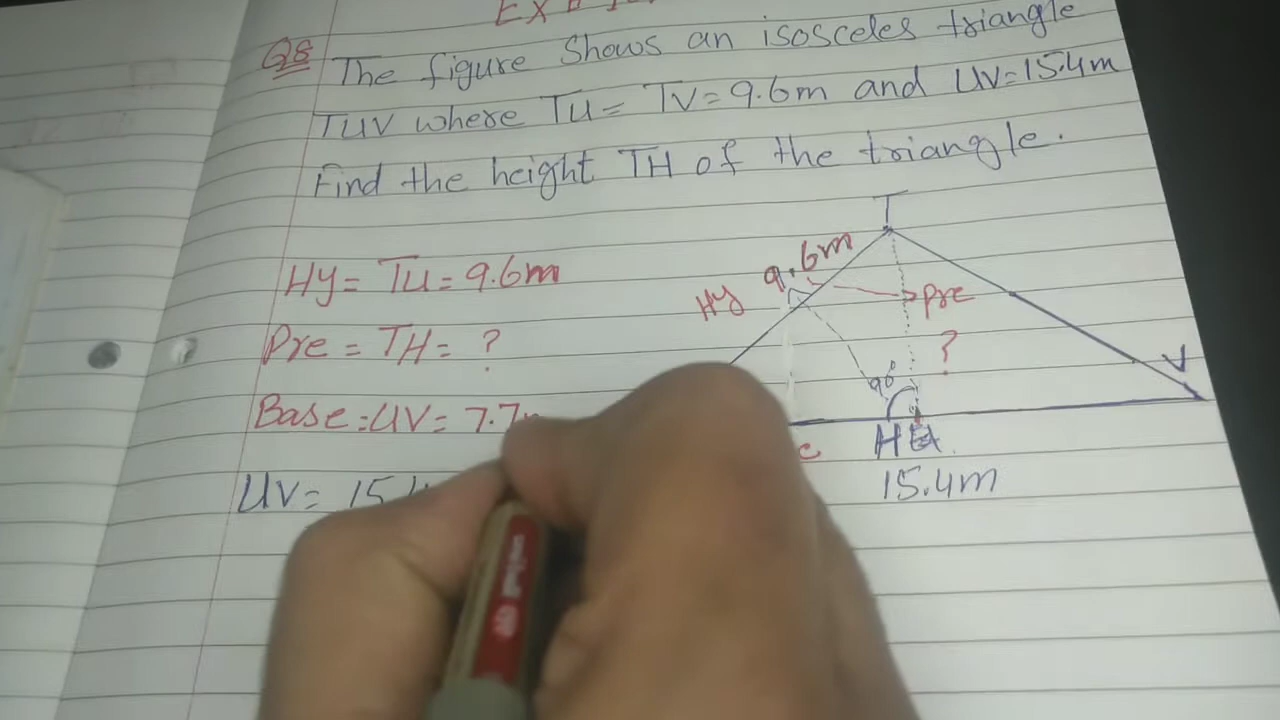 Q8
The figure Shows an isosceles triangle
TUV where TU = TV = 9.6m and UV = 15.4m
Find the height TH of the triangle.
Hy = TU = 9.6m
Pre = TH = ?
Base = UV = 7.7
UV = 15.4
T
9.6m
Hy
Pre
?
90°
V
H
15.4m